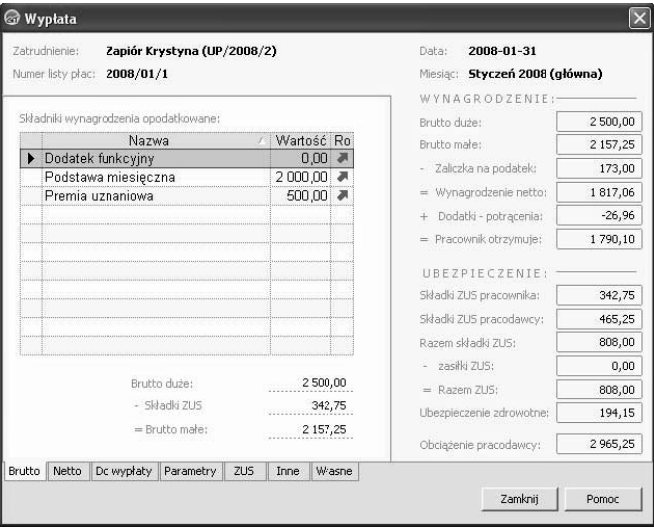 Wypłata
Zatrudnienie: Zapiór Krystyna (UP/2008/2)
Numer listy płac: 2008/01/1
Data: 2008-01-31
Miesiąc: Styczeń 2008 (główna)
Składniki wynagrodzenia opodatkowane:
Nazwa Wartość Ro
Dodatek funkcyjny 0,00
Podstawa miesięczna 2 000,00
Premia uznaniowa 500,00
Brutto duże: 2 500,00
- Składki ZUS 342,75
= Brutto małe: 2 157,25
WYNAGRODZENIE:
Brutto duże: 2 500,00
Brutto małe: 2 157,25
- Zaliczka na podatek: 173,00
= Wynagrodzenie netto: 1 817,06
+ Dodatki - potrącenia: -26,96
= Pracownik otrzymuje: 1 790,10
UBEZPIECZENIE:
Składki ZUS pracownika: 342,75
Składki ZUS pracodawcy: 465,25
Razem składki ZUS: 808,00
- zasiłki ZUS: 0,00
= Razem ZUS: 808,00
Ubezpieczenie zdrowotne: 194,15
Obciążenie pracodawcy: 2 965,25
Brutto Netto Dc wypłaty Parametry ZUS Inne W·asne
Zamknij Pomoc